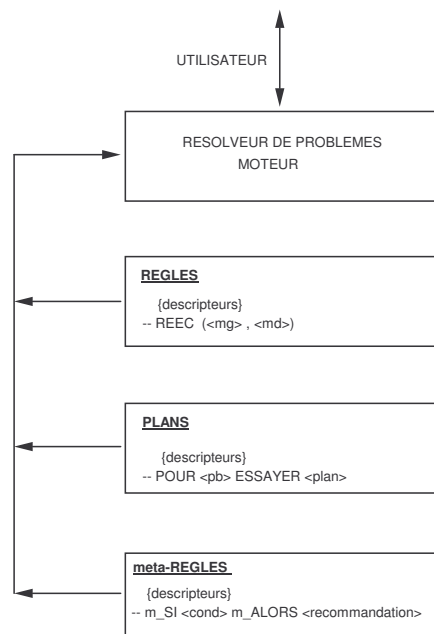 UTILISATEUR
RESOLVEUR DE PROBLEMES
MOTEUR
REGLES
{descripteurs}
-- REEC (<mg> , <md>)
PLANS
{descripteurs}
-- POUR <pb> ESSAYER <plan>
meta-REGLES
{descripteurs}
-- m_SI <cond> m_ALORS <recommandation>